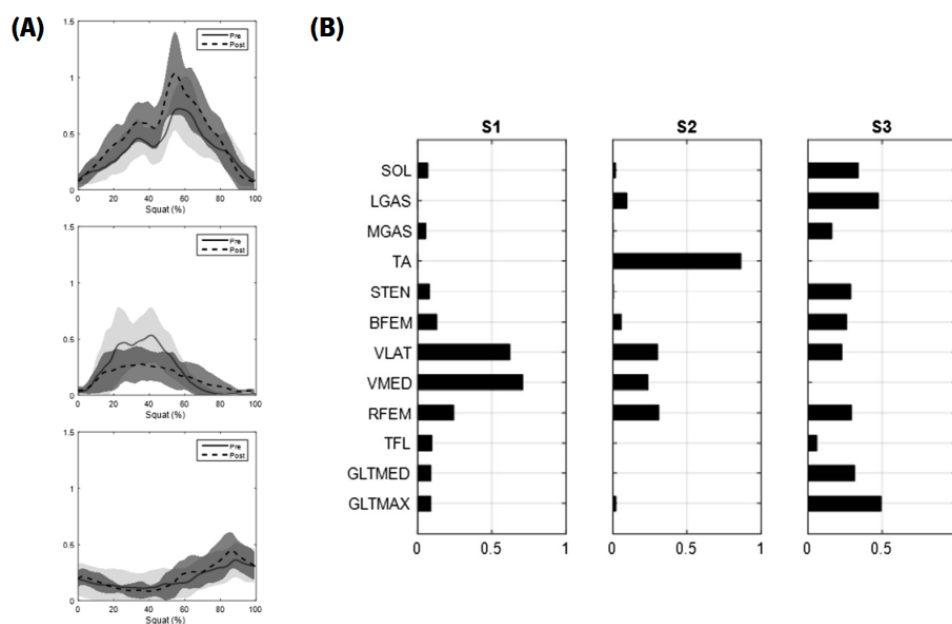 (A)
1.5
1
0.5
0
Pre
Post
0 20 40 60 80 100
Squat (%)
1.5
1
0.5
0
Pre
Post
0 20 40 60 80 100
Squat (%)
1.5
1
0.5
0
Pre
Post
0 20 40 60 80 100
Squat (%)
(B)
S1 S2 S3
SOL
LGAS
MGAS
TA
STEN
BFEM
VLAT
VMED
RFEM
TFL
GLTMED
GLTMAX
0 0.5 1 0 0.5 1 0 0.5